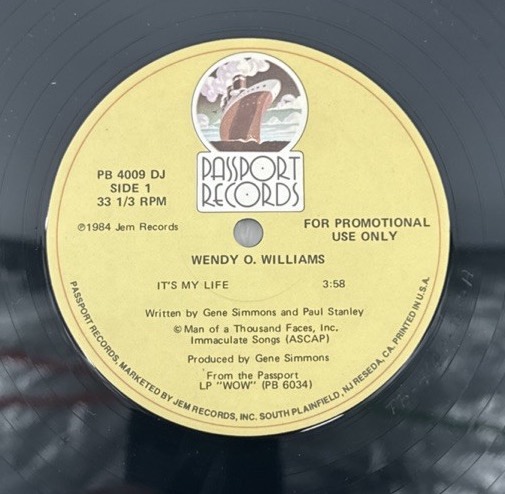 PASSPORT
RECORDS
PB 4009 DJ
SIDE 1
33 1/3 RPM
℗1984 Jem Records
FOR PROMOTIONAL
USE ONLY
WENDY O. WILLIAMS
IT'S MY LIFE 3:58
Written by Gene Simmons and Paul Stanley
© Man of a Thousand Faces, Inc.
Immaculate Songs (ASCAP)
Produced by Gene Simmons
From the Passport
LP "WOW" (PB 6034)
PASSPORT RECORDS, MARKETED BY JEM RECORDS, INC. SOUTH PLAINFIELD, NJ RESEDA, CA. PRINTED IN U.S.A.